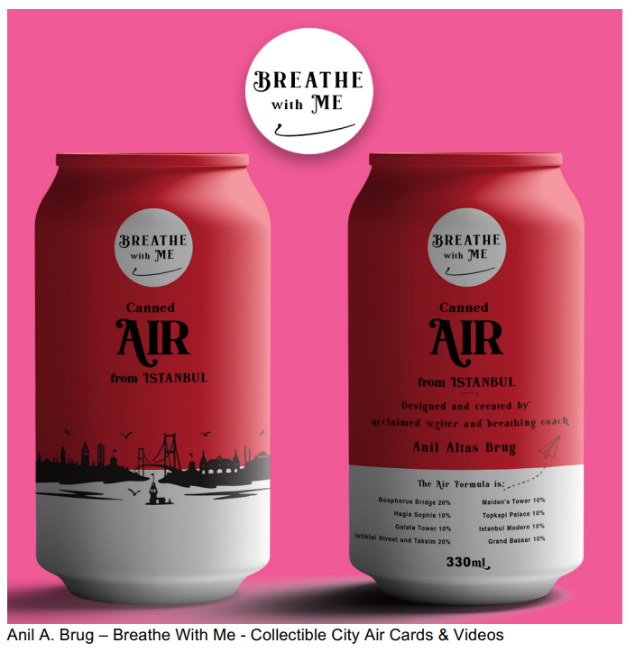 BREATHE
with ME
BREATHE
with ME
Canned
AIR
from ISTANBUL
BREATHE
with ME
Canned
AIR
from ISTANBUL
Designed and created by
acclaimed writer and breathing coach
Anil Altas Brug
The Air Formula is:
Bosphorus Bridge 20%
Hagia Sophia 10%
Galata Tower 10%
Istiklal Street and Taksim 20%
Maiden's Tower 10%
Topkapi Palace 10%
Istanbul Modern 10%
Grand Bazaar 10%
330ml
Anil A. Brug – Breathe With Me - Collectible City Air Cards & Videos